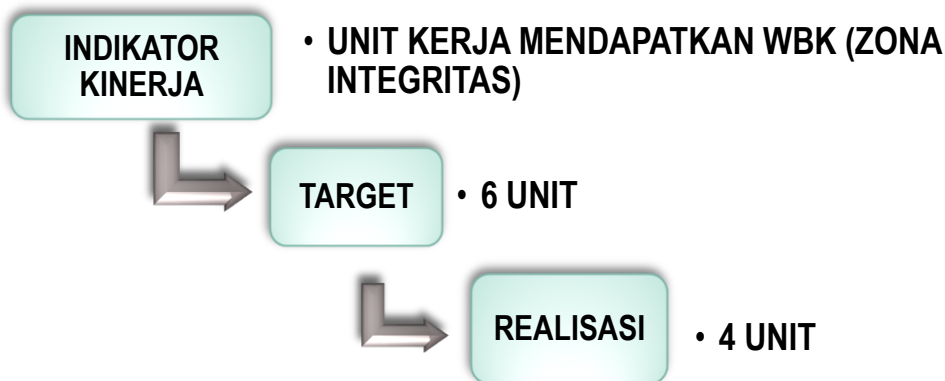 INDIKATOR
KINERJA
• UNIT KERJA MENDAPATKAN WBK (ZONA
INTEGRITAS)
TARGET
• 6 UNIT
REALISASI
• 4 UNIT